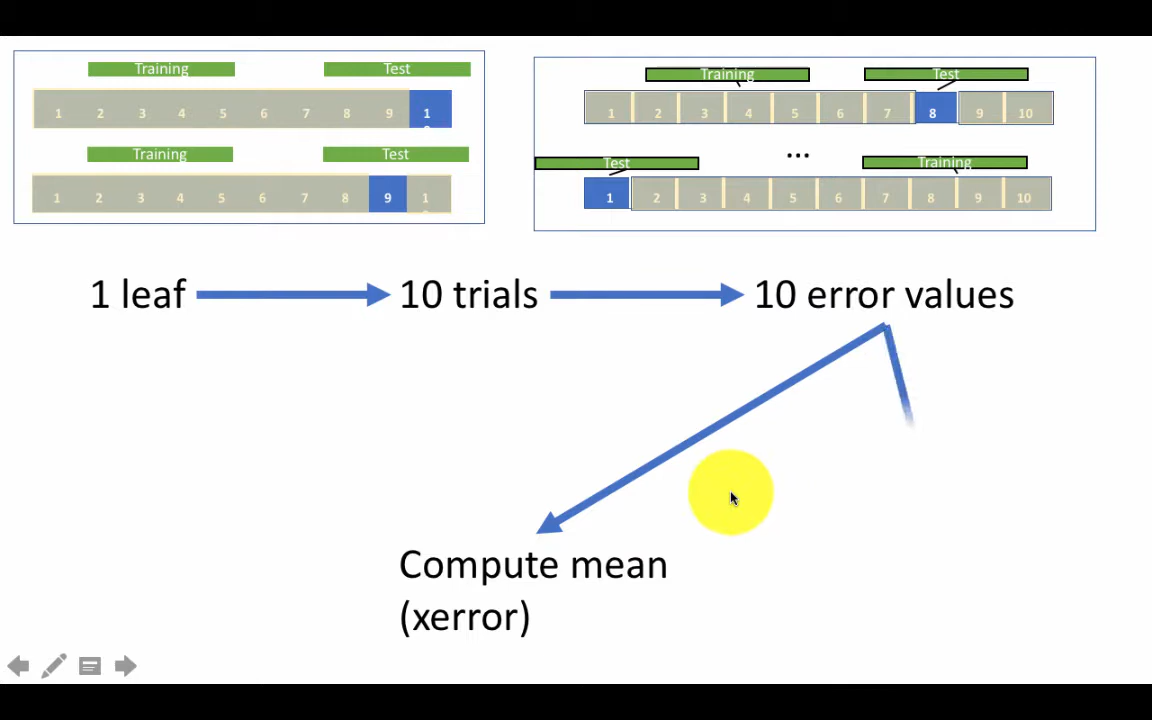 Training Test
1 2 3 4 5 6 7 8 9 1
Training Test
1 2 3 4 5 6 7 8 9 1
Training Test
1 2 3 4 5 6 7 8 9 10
...
Test Training
1 2 3 4 5 6 7 8 9 10
1 leaf 10 trials 10 error values
Compute mean
(xerror)